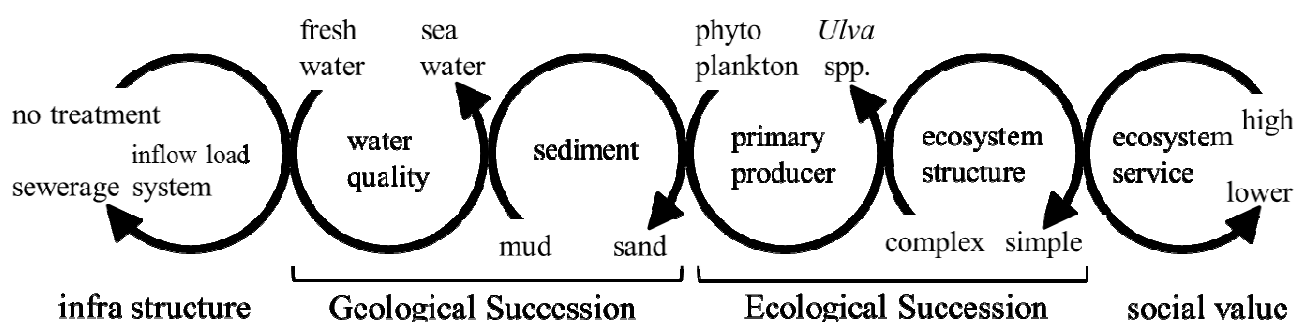 fresh
water
sea
water
phyto
plankton
Ulva
spp.
no treatment
inflow load
sewerage system
water
quality
sediment
primary
producer
ecosystem
structure
ecosystem
service
high
lower
mud
sand
complex
simple
infra structure
Geological Succession
Ecological Succession
social value